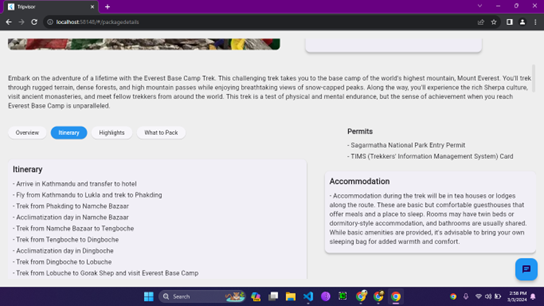 Tripvisor
localhost:59148/#/packagedetails
Embark on the adventure of a lifetime with the Everest Base Camp Trek. This challenging trek takes you to the base camp of the world's highest mountain, Mount Everest. You'll trek
through rugged terrain, dense forests, and high mountain passes while enjoying breathtaking views of snow-capped peaks. Along the way, you'll experience the rich Sherpa culture,
visit ancient monasteries, and meet fellow trekkers from around the world. This trek is a test of physical and mental endurance, but the sense of achievement when you reach
Everest Base Camp is unparalleled.
Overview
Itinerary
Highlights
What to Pack
Itinerary
- Arrive in Kathmandu and transfer to hotel
- Fly from Kathmandu to Lukla and trek to Phakding
- Trek from Phakding to Namche Bazaar
- Acclimatization day in Namche Bazaar
- Trek from Namche Bazaar to Tengboche
- Trek from Tengboche to Dingboche
- Acclimatization day in Dingboche
- Trek from Dingboche to Lobuche
- Trek from Lobuche to Gorak Shep and visit Everest Base Camp
Permits
- Sagarmatha National Park Entry Permit
- TIMS (Trekkers' Information Management System) Card
Accommodation
- Accommodation during the trek will be in tea houses or lodges
along the route. These are basic but comfortable guesthouses that
offer meals and a place to sleep. Rooms may have twin beds or
dormitory-style accommodation, and bathrooms are usually shared.
While basic amenities are provided, it's advisable to bring your own
sleeping bag for added warmth and comfort.
Search
2:58 PM
3/3/2024